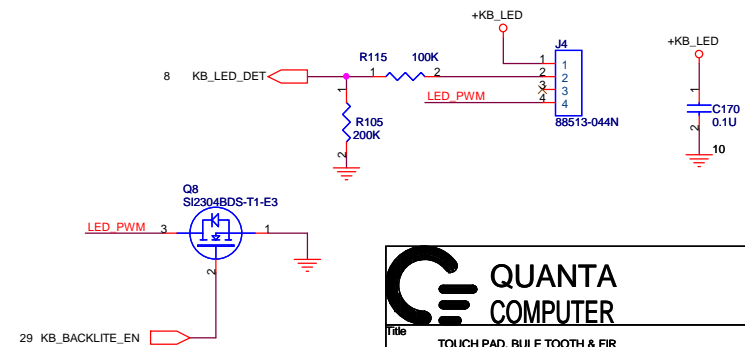 +KB_LED
J4
+KB_LED
R115
100K
8
KB_LED_DET
1
2
1
2
3
4
1
2
3
4
LED_PWM
88513-044N
1
R105
200K
2
1
C170
0.1U
2
10
Q8
SI2304BDS-T1-E3
LED_PWM
3
1
2
29
KB_BACKLITE_EN
QUANTA
COMPUTER
Title
TOUCH PAD, BULE TOOTH & FIR